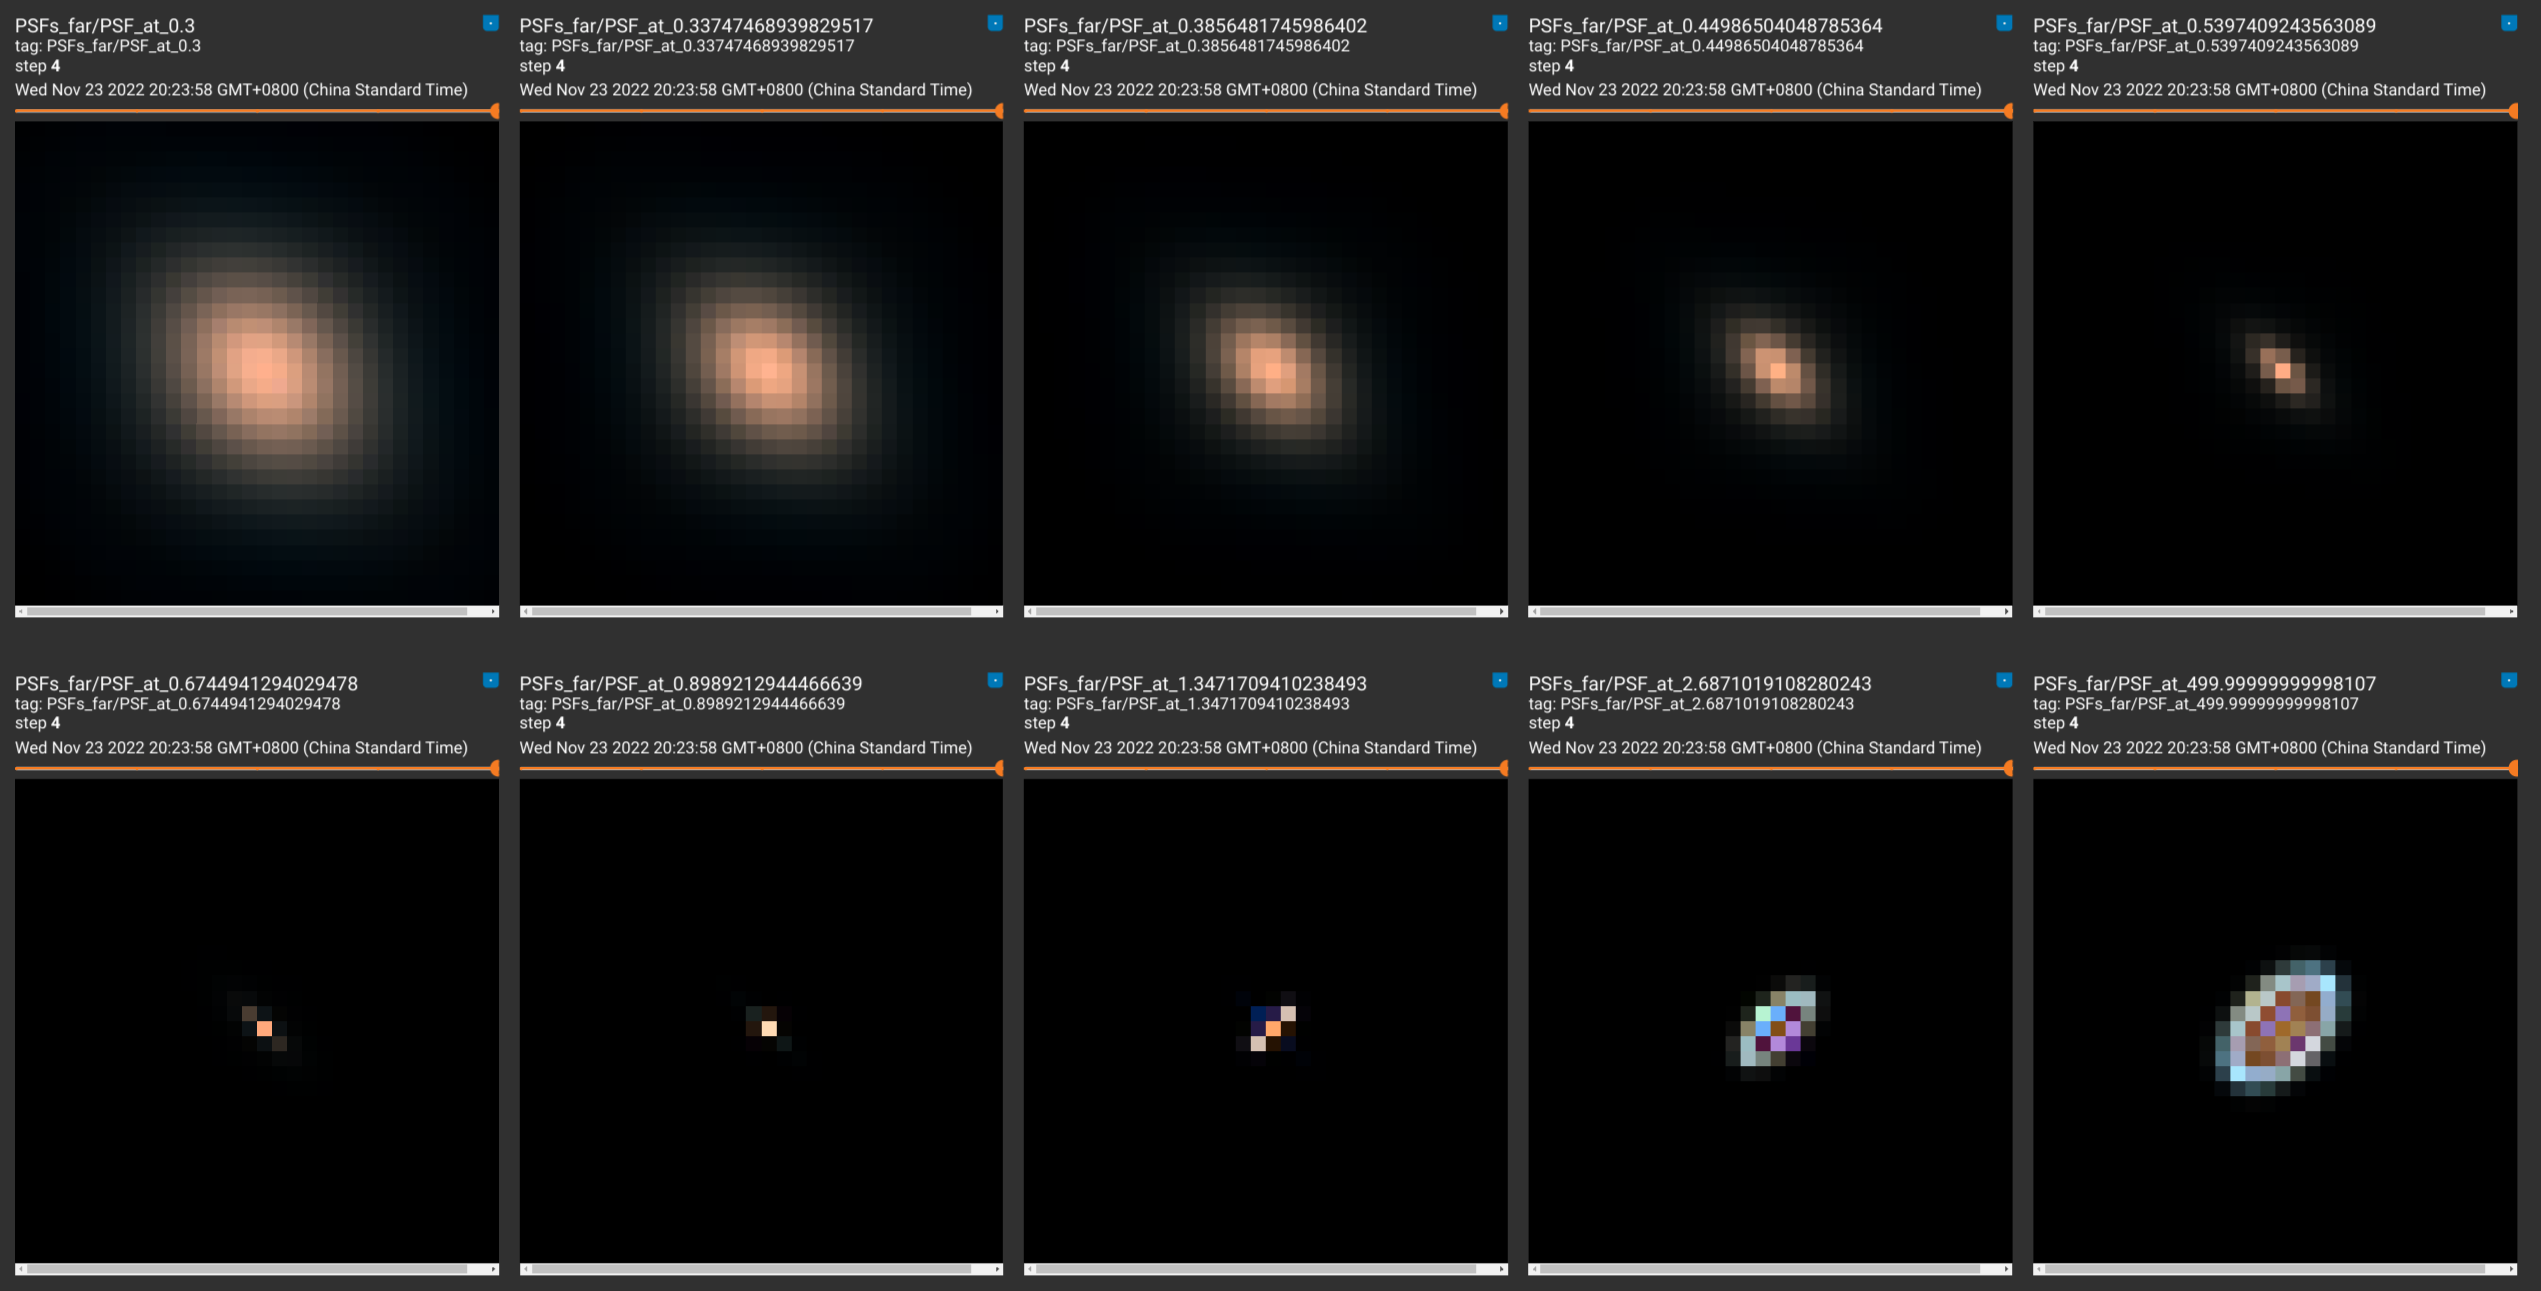 PSFs_far/PSF_at_0.3
tag: PSFs_far/PSF_at_0.3
step 4
Wed Nov 23 2022 20:23:58 GMT+0800 (China Standard Time)
PSFs_far/PSF_at_0.33747468939829517
tag: PSFs_far/PSF_at_0.33747468939829517
step 4
Wed Nov 23 2022 20:23:58 GMT+0800 (China Standard Time)
PSFs_far/PSF_at_0.3856481745986402
tag: PSFs_far/PSF_at_0.3856481745986402
step 4
Wed Nov 23 2022 20:23:58 GMT+0800 (China Standard Time)
PSFs_far/PSF_at_0.44986504048785364
tag: PSFs_far/PSF_at_0.44986504048785364
step 4
Wed Nov 23 2022 20:23:58 GMT+0800 (China Standard Time)
PSFs_far/PSF_at_0.5397409243563089
tag: PSFs_far/PSF_at_0.5397409243563089
step 4
Wed Nov 23 2022 20:23:58 GMT+0800 (China Standard Time)
PSFs_far/PSF_at_0.6744941294029478
tag: PSFs_far/PSF_at_0.6744941294029478
step 4
Wed Nov 23 2022 20:23:58 GMT+0800 (China Standard Time)
PSFs_far/PSF_at_0.8989212944466639
tag: PSFs_far/PSF_at_0.8989212944466639
step 4
Wed Nov 23 2022 20:23:58 GMT+0800 (China Standard Time)
PSFs_far/PSF_at_1.3471709410238493
tag: PSFs_far/PSF_at_1.3471709410238493
step 4
Wed Nov 23 2022 20:23:58 GMT+0800 (China Standard Time)
PSFs_far/PSF_at_2.6871019108280243
tag: PSFs_far/PSF_at_2.6871019108280243
step 4
Wed Nov 23 2022 20:23:58 GMT+0800 (China Standard Time)
PSFs_far/PSF_at_499.99999999998107
tag: PSFs_far/PSF_at_499.99999999998107
step 4
Wed Nov 23 2022 20:23:58 GMT+0800 (China Standard Time)